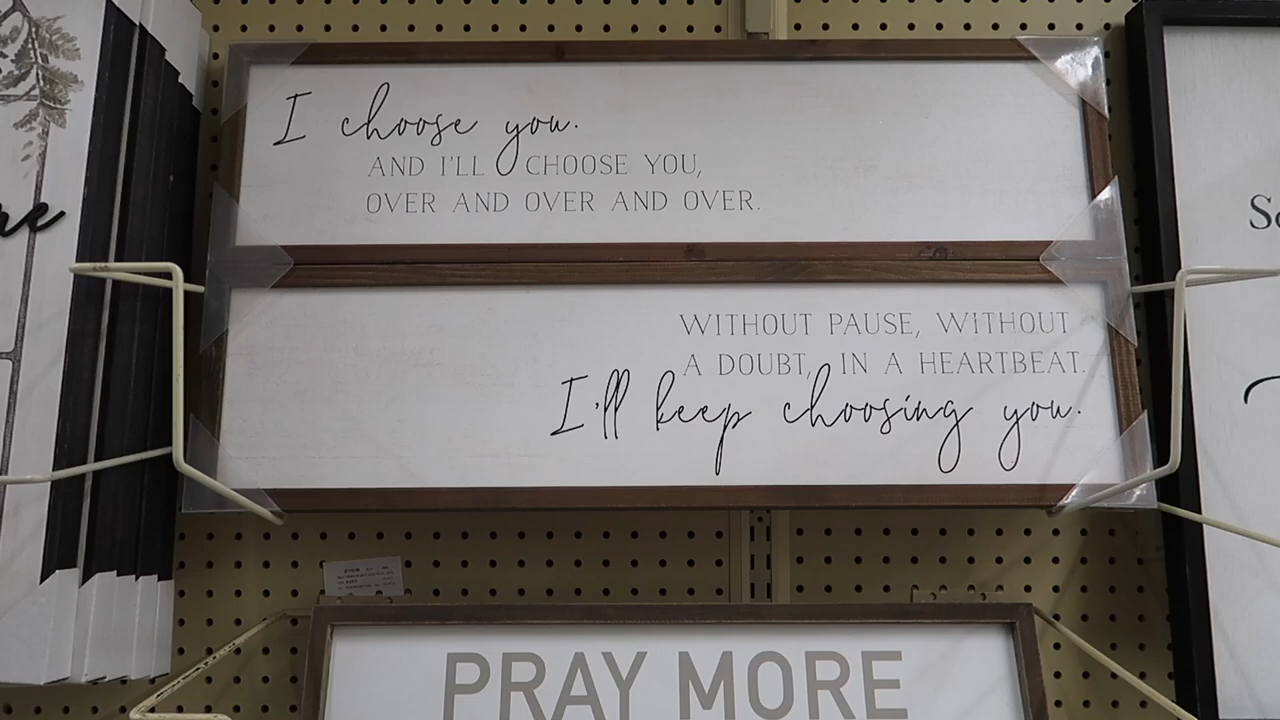 I choose you.
AND I'LL CHOOSE YOU,
OVER AND OVER AND OVER.
WITHOUT PAUSE, WITHOUT
A DOUBT, IN A HEARTBEAT.
I'll keep choosing you.
PRAY MORE